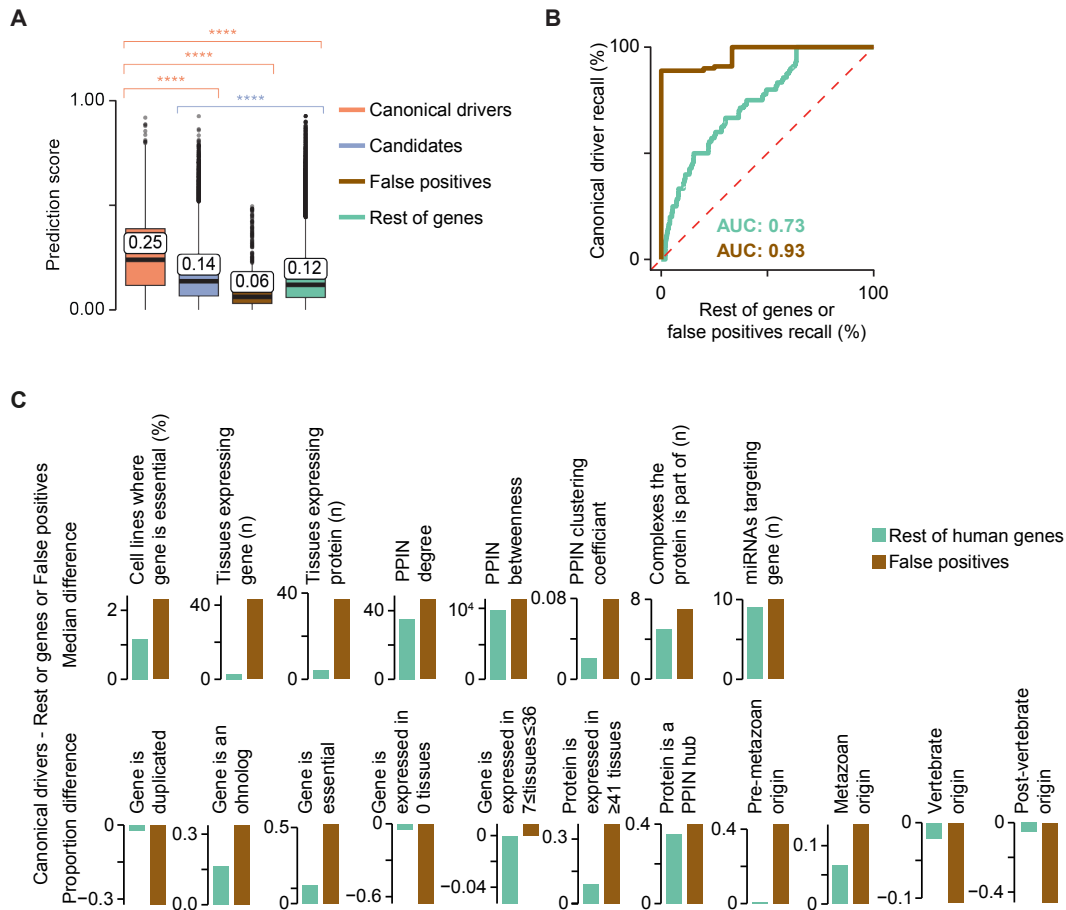 A
****
****
****
****
1.00
0.00
Prediction score
0.25
0.14
0.06
0.12
Canonical drivers
Candidates
False positives
Rest of genes
B
Canonical driver recall (%)
100
0
AUC: 0.73
AUC: 0.93
0
100
Rest of genes or
false positives recall (%)
C
Canonical drivers - Rest or genes or False positives
Median difference
Proportion difference
Cell lines where
gene is essential (%)
2
0
Tissues expressing
gene (n)
40
0
Tissues expressing
protein (n)
40
0
PPIN
degree
40
0
PPIN
betweenness
10⁴
0
PPIN clustering
coefficiant
0.08
0
Complexes the
protein is part of (n)
8
0
miRNAs targeting
gene (n)
10
0
Rest of human genes
False positives
Gene is
duplicated
0
−0.3
Gene is an
ohnolog
0.3
0.0
Gene is
essential
0.5
0
Gene is
expressed in
0 tissues
0
−0.6
Gene is
expressed in
7≤tissues≤36
0
−0.04
Protein is
expressed in
≥41 tissues
0.3
0
Protein is a
PPIN hub
0.4
0
Pre-metazoan
origin
0.4
0
Metazoan
origin
0.1
0
Vertebrate
origin
0
−0.1
Post-vertebrate
origin
0
−0.4